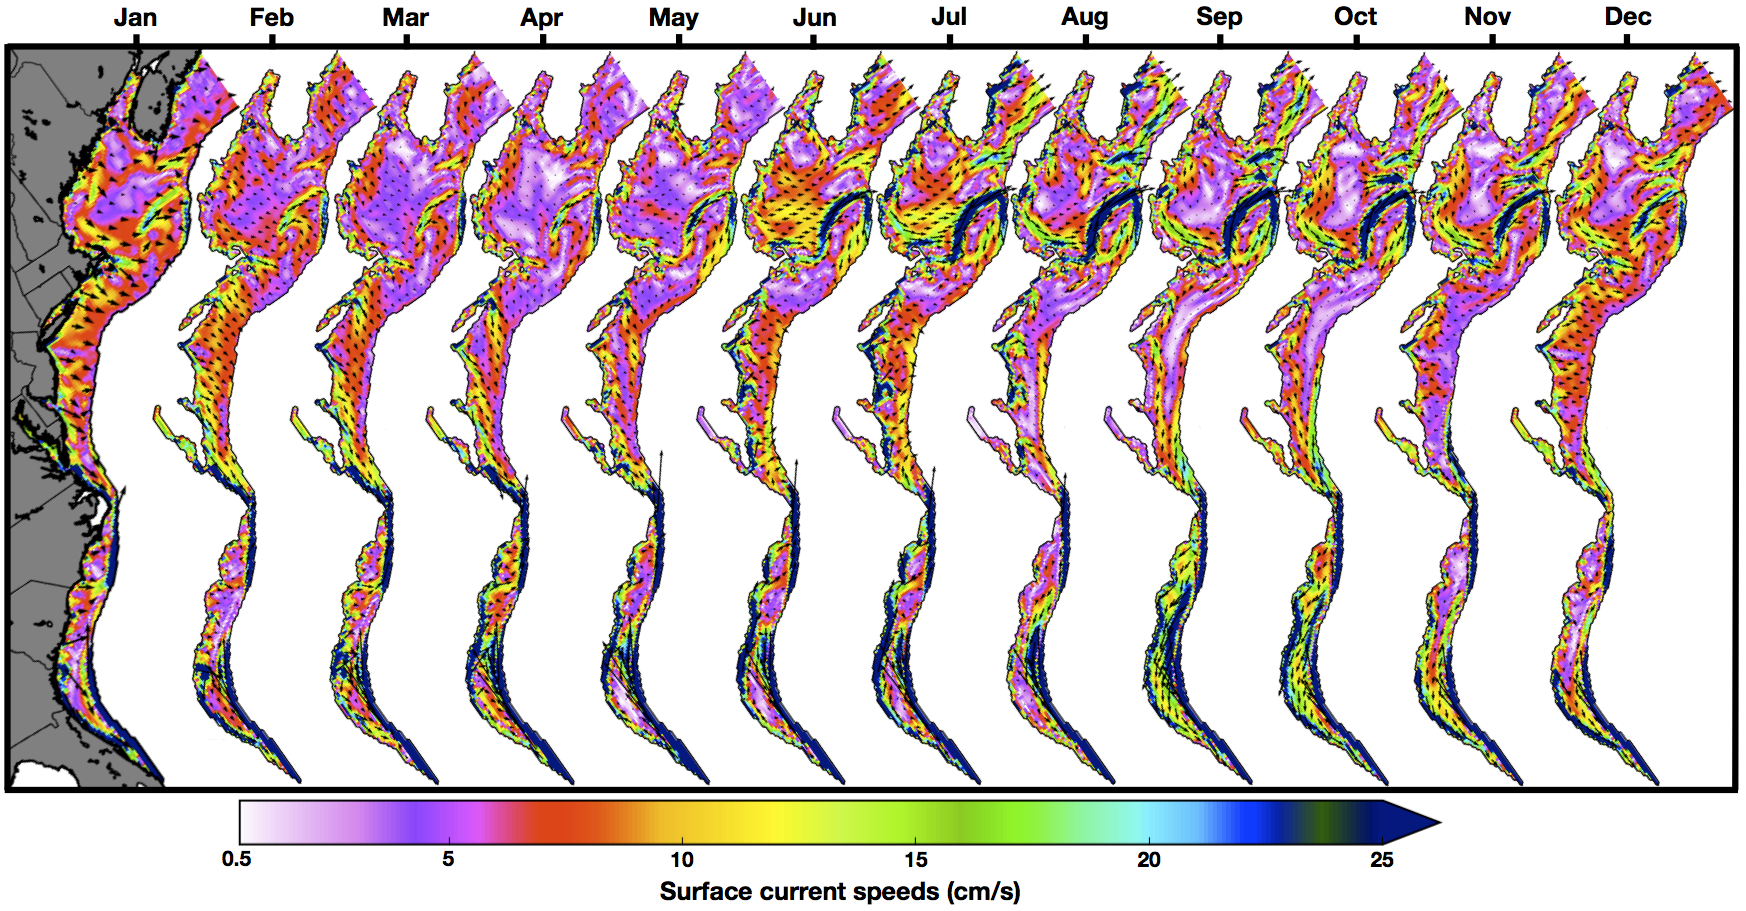 Jan Feb Mar Apr May Jun Jul Aug Sep Oct Nov Dec
0.5 5 10 15 20 25
Surface current speeds (cm/s)